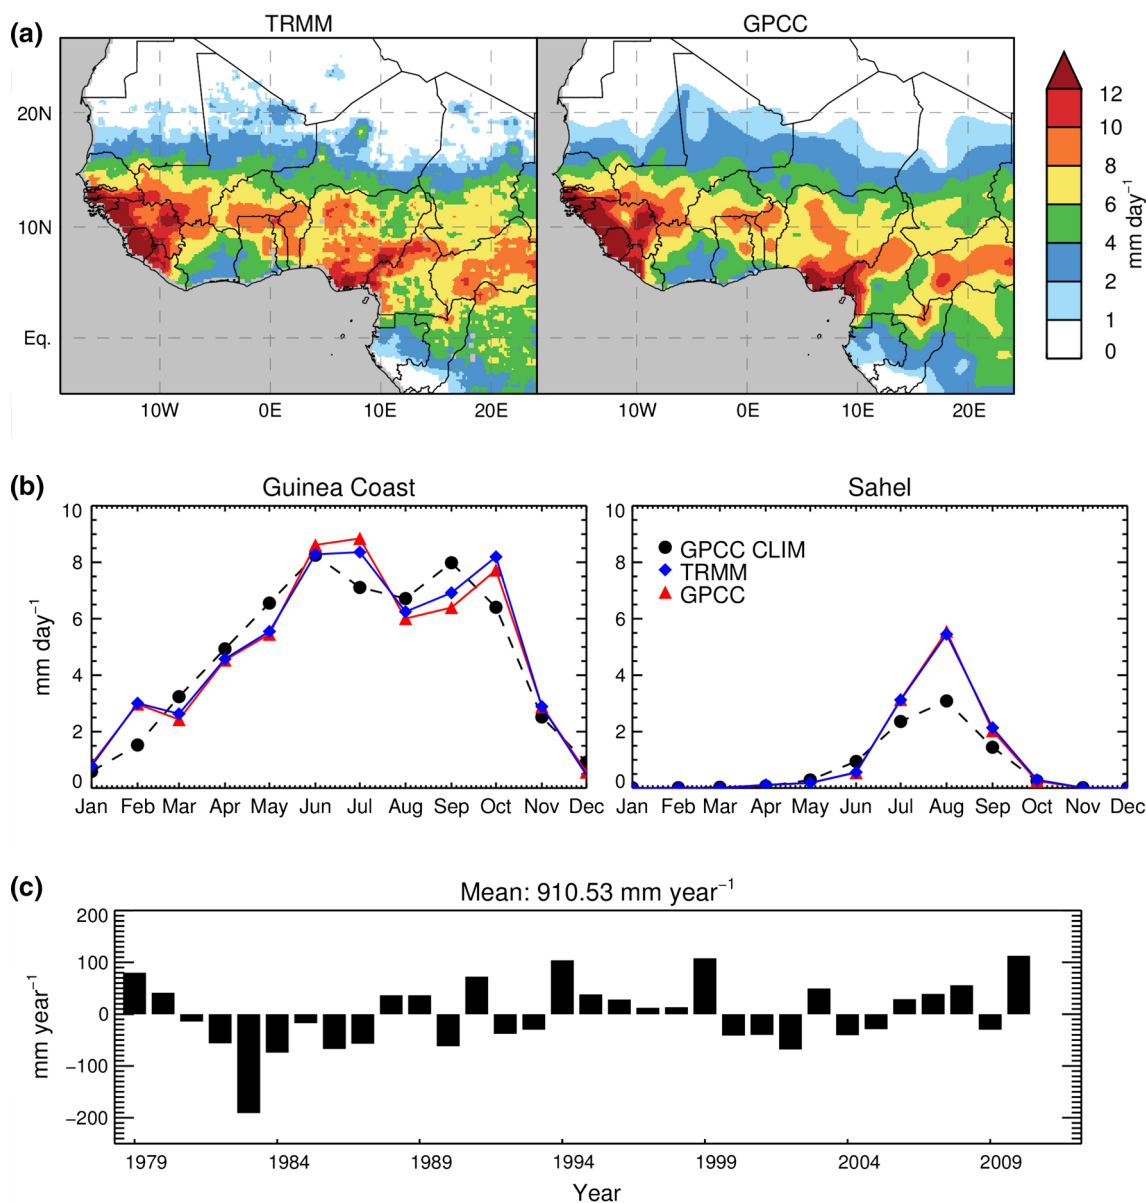 (a)
TRMM
GPCC
20N
10N
Eq.
10W 0E 10E 20E
10W 0E 10E 20E
12
10
8
6
4
2
1
0
mm day⁻¹
(b)
Guinea Coast
Sahel
10
8
6
4
2
0
mm day⁻¹
Jan Feb Mar Apr May Jun Jul Aug Sep Oct Nov Dec
10
8
6
4
2
0
GPCC CLIM
TRMM
GPCC
Jan Feb Mar Apr May Jun Jul Aug Sep Oct Nov Dec
(c)
Mean: 910.53 mm year⁻¹
200
100
0
−100
−200
mm year⁻¹
1979 1984 1989 1994 1999 2004 2009
Year